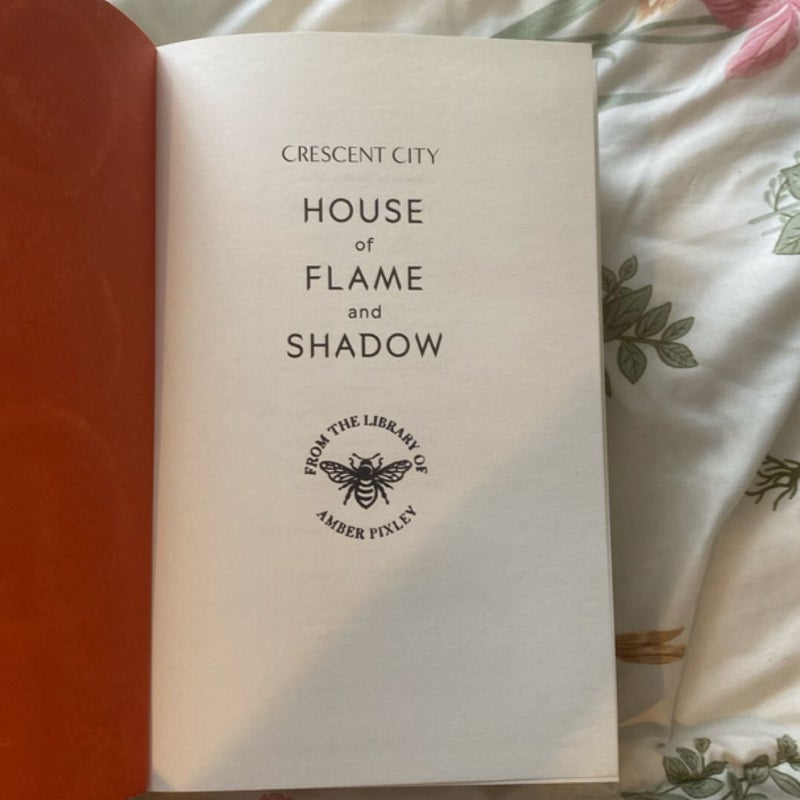 CRESCENT CITY
HOUSE
of
FLAME
and
SHADOW
FROM THE LIBRARY OF
AMBER PIXLEY